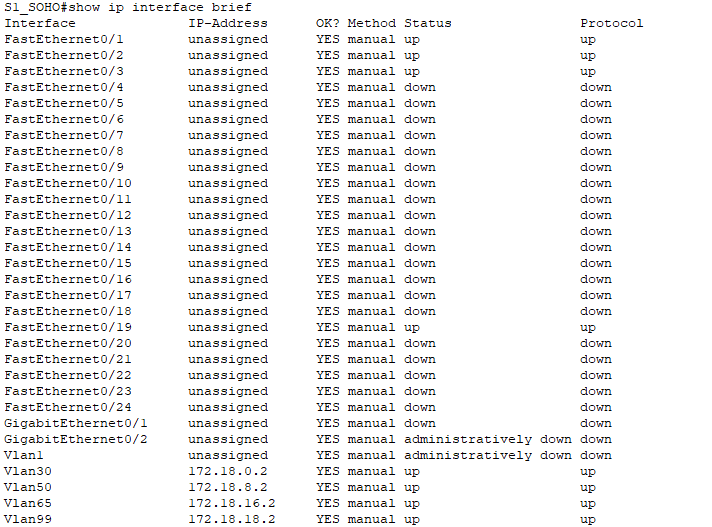 S1_SOHO#show ip interface brief
Interface IP-Address OK? Method Status Protocol
FastEthernet0/1 unassigned YES manual up up
FastEthernet0/2 unassigned YES manual up up
FastEthernet0/3 unassigned YES manual up up
FastEthernet0/4 unassigned YES manual down down
FastEthernet0/5 unassigned YES manual down down
FastEthernet0/6 unassigned YES manual down down
FastEthernet0/7 unassigned YES manual down down
FastEthernet0/8 unassigned YES manual down down
FastEthernet0/9 unassigned YES manual down down
FastEthernet0/10 unassigned YES manual down down
FastEthernet0/11 unassigned YES manual down down
FastEthernet0/12 unassigned YES manual down down
FastEthernet0/13 unassigned YES manual down down
FastEthernet0/14 unassigned YES manual down down
FastEthernet0/15 unassigned YES manual down down
FastEthernet0/16 unassigned YES manual down down
FastEthernet0/17 unassigned YES manual down down
FastEthernet0/18 unassigned YES manual down down
FastEthernet0/19 unassigned YES manual up up
FastEthernet0/20 unassigned YES manual down down
FastEthernet0/21 unassigned YES manual down down
FastEthernet0/22 unassigned YES manual down down
FastEthernet0/23 unassigned YES manual down down
FastEthernet0/24 unassigned YES manual down down
GigabitEthernet0/1 unassigned YES manual down down
GigabitEthernet0/2 unassigned YES manual administratively down down
Vlan1 unassigned YES manual administratively down down
Vlan30 172.18.0.2 YES manual up up
Vlan50 172.18.8.2 YES manual up up
Vlan65 172.18.16.2 YES manual up up
Vlan99 172.18.18.2 YES manual up up